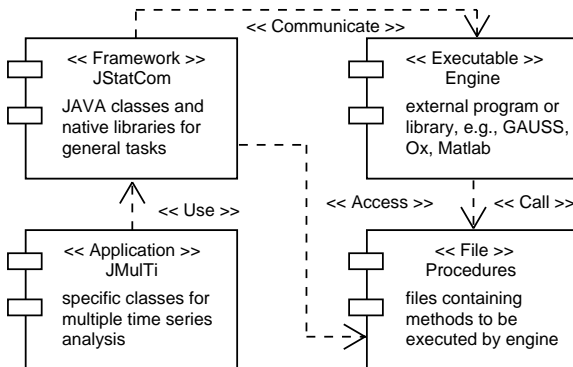 << Communicate >>
<< Framework >>
JStatCom
JAVA classes and
native libraries for
general tasks
<< Executable >>
Engine
external program or
library, e.g., GAUSS,
Ox, Matlab
<< Use >>
<< Access >>
<< Call >>
<< Application >>
JMulTi
specific classes for
multiple time series
analysis
<< File >>
Procedures
files containing
methods to be
executed by engine